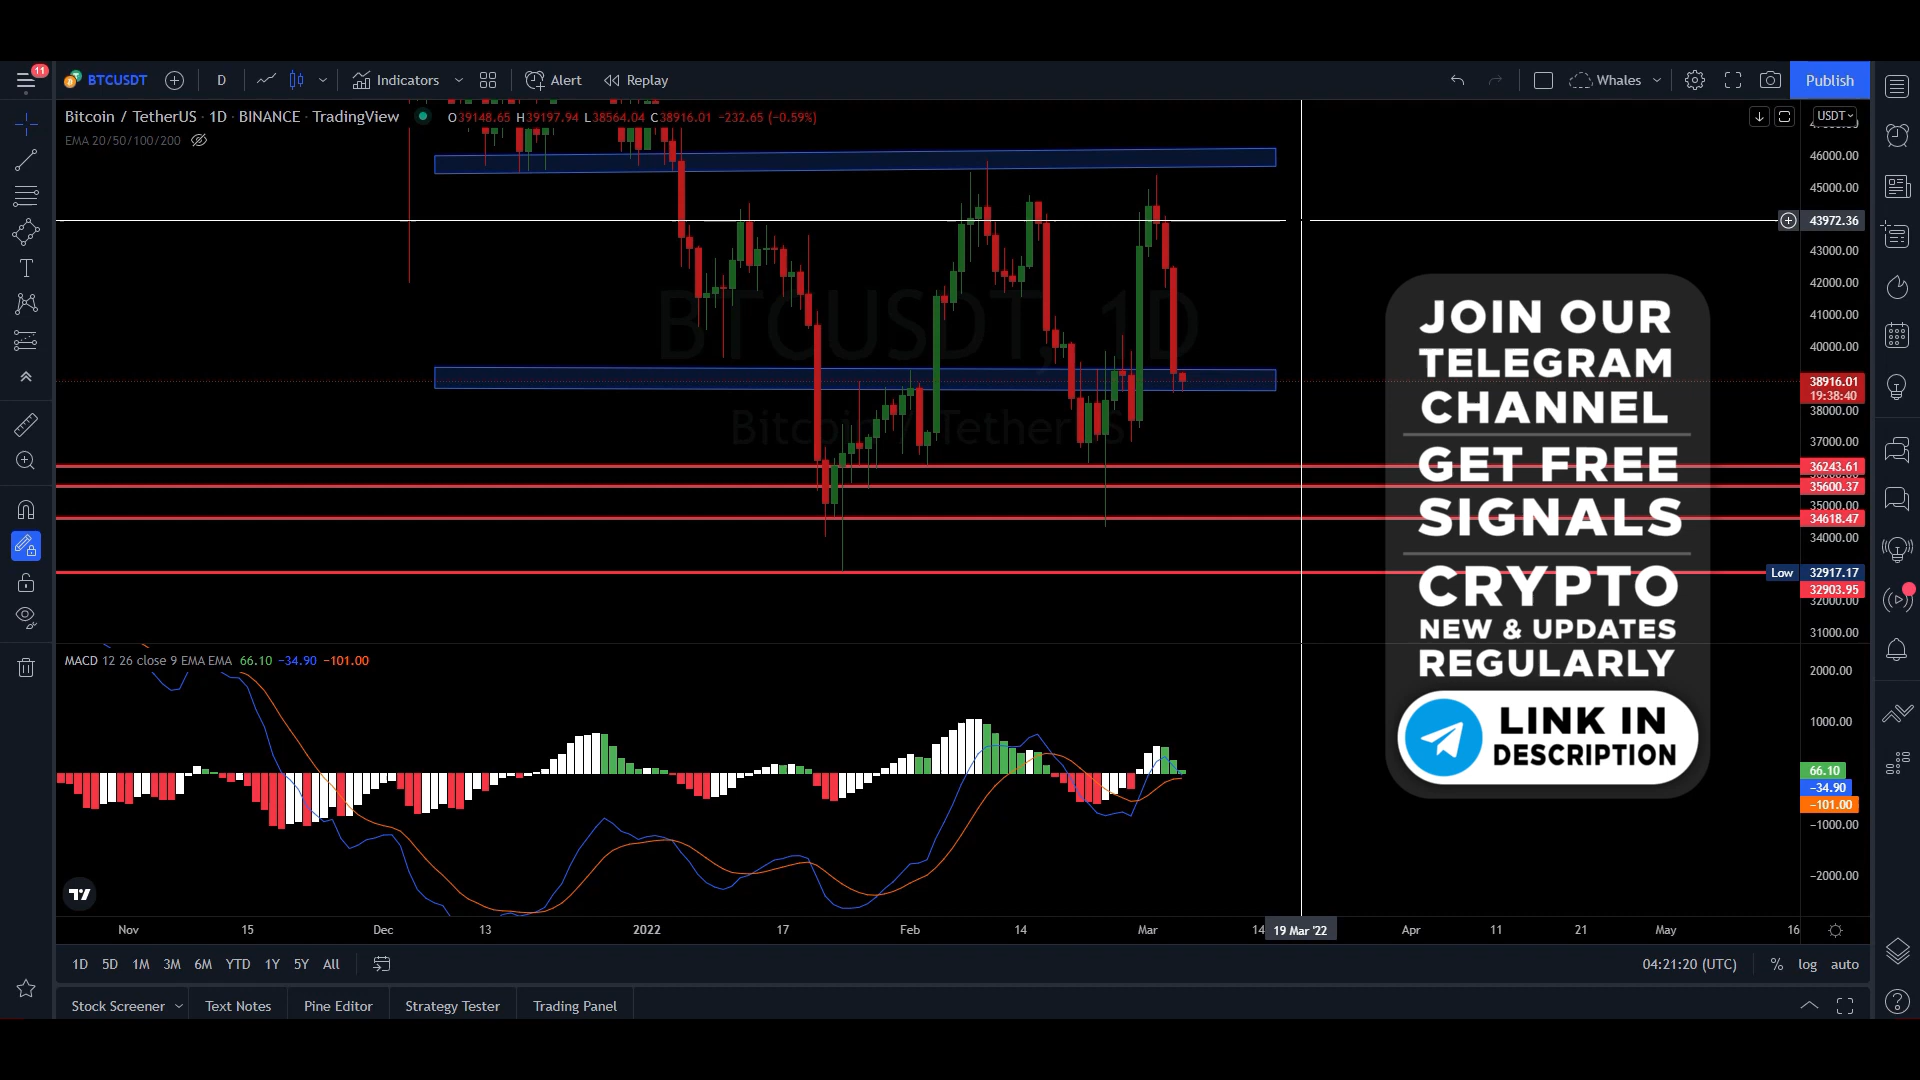 11
BTCUSDT
D
Indicators
Alert
Replay
Whales
Publish
Bitcoin / TetherUS · 1D · BINANCE · TradingView
O39148.65 H39197.94 L38564.04 C38916.01 −232.65 (−0.59%)
USDT
EMA 20/50/100/200
46000.00
45000.00
43972.36
43000.00
42000.00
41000.00
40000.00
38916.01
19:38:40
38000.00
37000.00
36243.61
35600.37
35000.00
34618.47
34000.00
Low 32917.17
32903.95
32000.00
31000.00
BTCUSDT, 1D
Bitcoin / TetherUS
JOIN OUR
TELEGRAM
CHANNEL
GET FREE
SIGNALS
CRYPTO
NEW & UPDATES
REGULARLY
LINK IN
DESCRIPTION
MACD 12 26 close 9 EMA EMA 66.10 −34.90 −101.00
2000.00
1000.00
66.10
−34.90
−101.00
−1000.00
−2000.00
Nov 15 Dec 13 2022 17 Feb 14 Mar 14 19 Mar '22 Apr 11 21 May 16
1D 5D 1M 3M 6M YTD 1Y 5Y All
04:21:20 (UTC) % log auto
Stock Screener Text Notes Pine Editor Strategy Tester Trading Panel